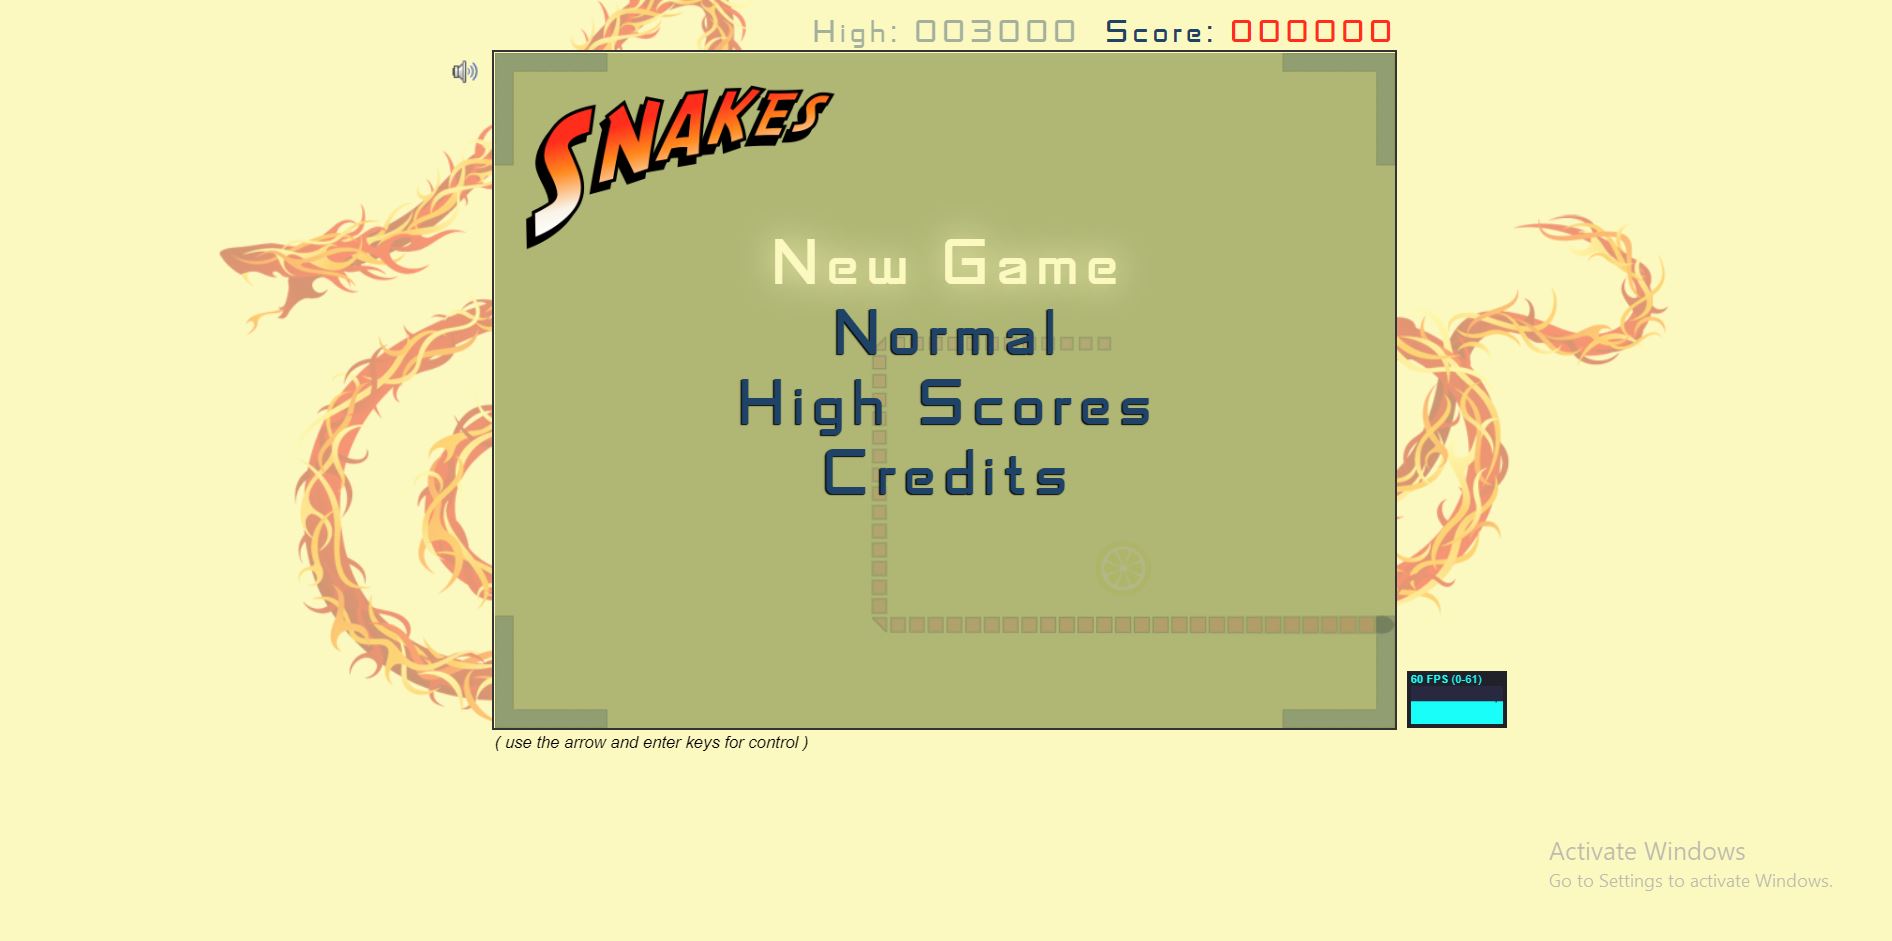 High: 003000 Score: 000000
SNAKES
New Game
Normal
High Scores
Credits
60 FPS (0-61)
( use the arrow and enter keys for control )
Activate Windows
Go to Settings to activate Windows.